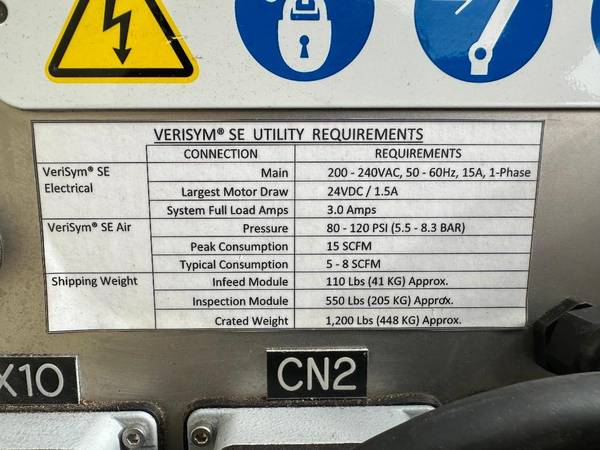 VERISYM® SE UTILITY REQUIREMENTS
CONNECTION REQUIREMENTS
VeriSym® SE Electrical Main 200 - 240VAC, 50 - 60Hz, 15A, 1-Phase
Largest Motor Draw 24VDC / 1.5A
System Full Load Amps 3.0 Amps
VeriSym® SE Air Pressure 80 - 120 PSI (5.5 - 8.3 BAR)
Peak Consumption 15 SCFM
Typical Consumption 5 - 8 SCFM
Shipping Weight Infeed Module 110 Lbs (41 KG) Approx.
Inspection Module 550 Lbs (205 KG) Approx.
Crated Weight 1,200 Lbs (448 KG) Approx.
X10 CN2